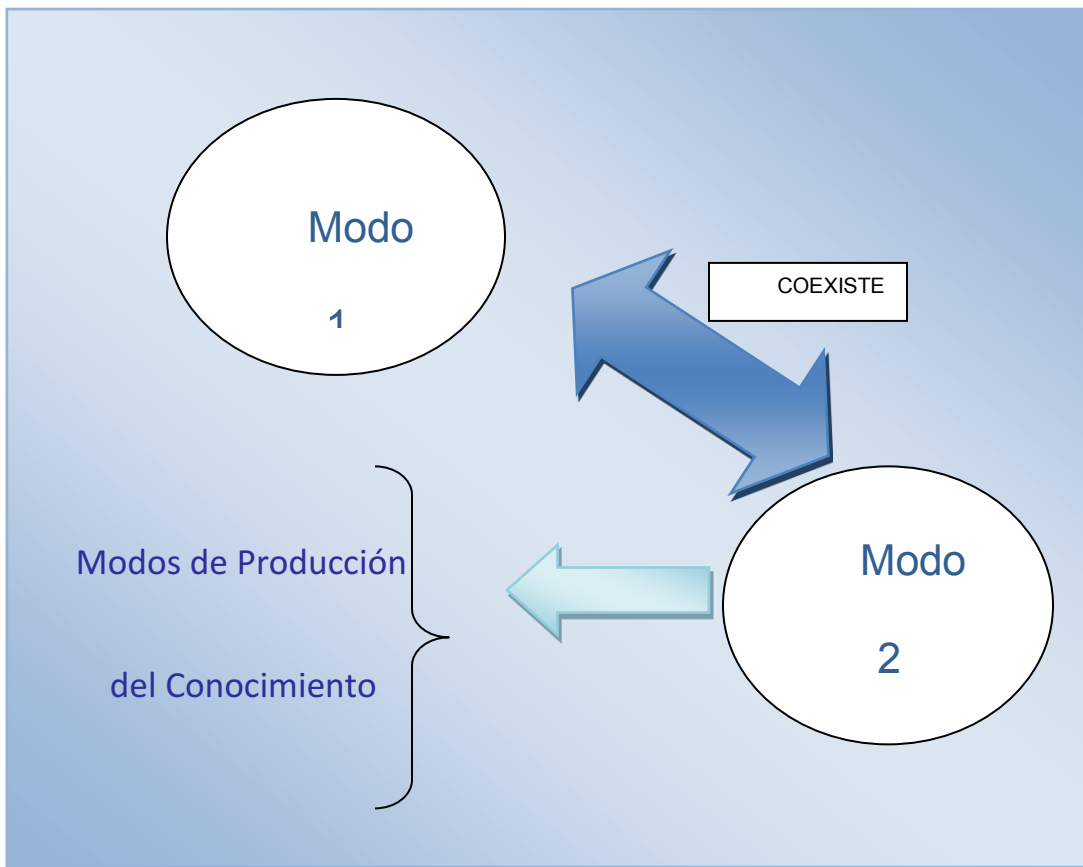 Modo
1
COEXISTE
Modos de Producción
del Conocimiento
Modo
2